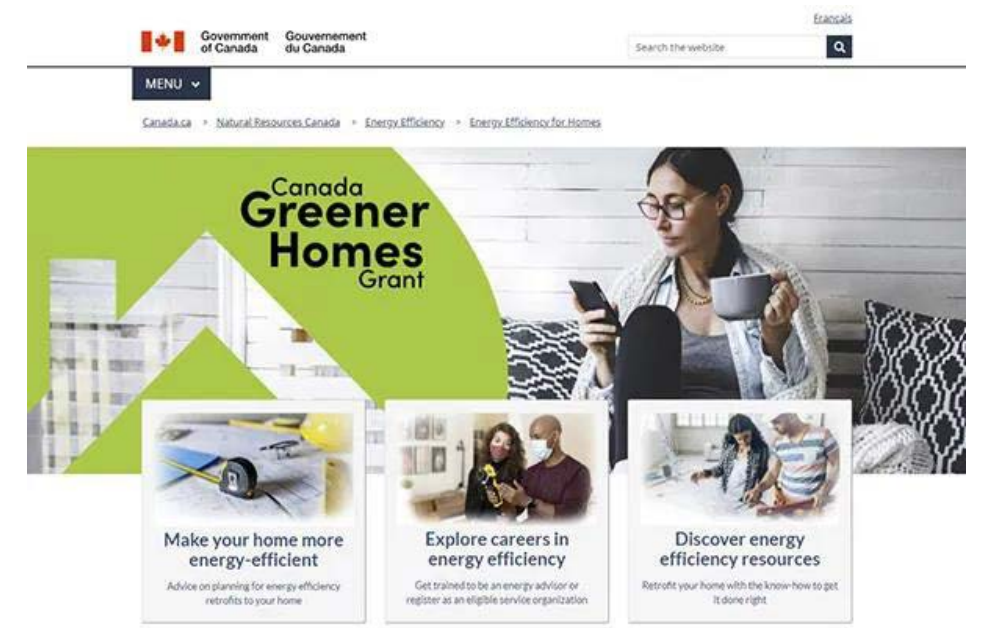 Français
Government of Canada
Gouvernement du Canada
Search the website
MENU
Canada.ca > Natural Resources Canada > Energy Efficiency > Energy Efficiency for Homes
Canada
Greener
Homes
Grant
Make your home more
energy-efficient
Advice on planning for energy efficiency
retrofits to your home
Explore careers in
energy efficiency
Get trained to be an energy advisor or
register as an eligible service organization
Discover energy
efficiency resources
Retrofit your home with the know-how to get
it done right